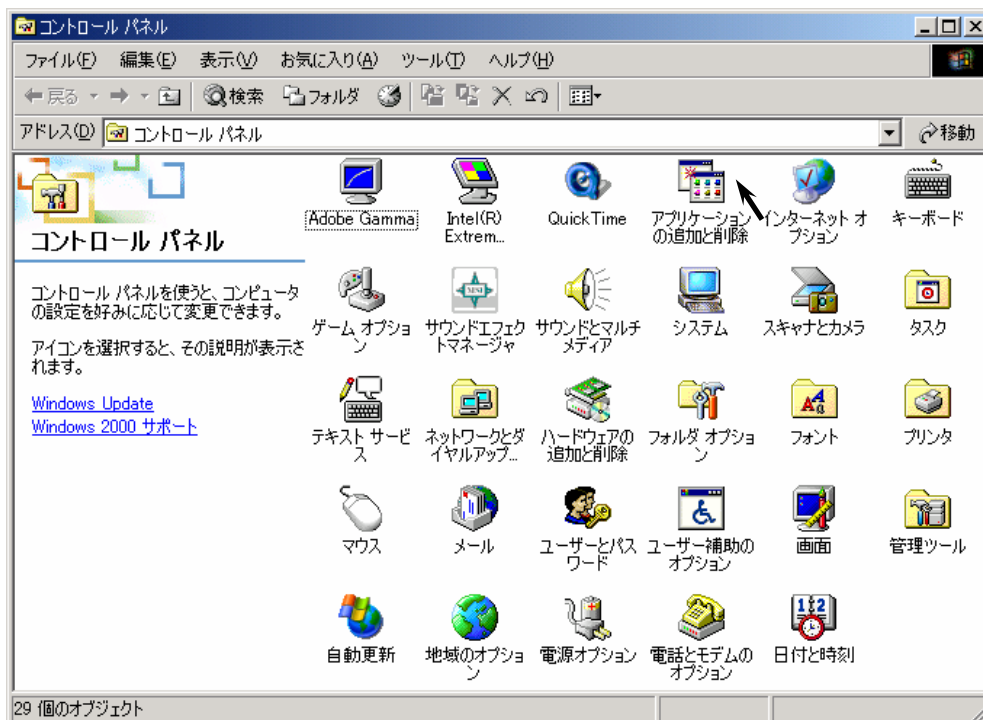 コントロール パネル
ファイル(F) 編集(E) 表示(V) お気に入り(A) ツール(T) ヘルプ(H)
戻る 検索 フォルダ
アドレス(D) コントロール パネル 移動
コントロール パネル
コントロール パネルを使うと、コンピュータ
の設定を好みに応じて変更できます。
アイコンを選択すると、その説明が表示さ
れます。
Windows Update
Windows 2000 サポート
Adobe Gamma
Intel(R)
Extrem...
QuickTime
アプリケーション
の追加と削除
インターネット オ
プション
キーボード
ゲーム オプショ
ン
サウンドエフェク
トマネージャ
サウンドとマルチ
メディア
システム
スキャナとカメラ
タスク
テキスト サービ
ス
ネットワークとダ
イヤルアップ...
ハードウェアの
追加と削除
フォルダ オプショ
ン
フォント
プリンタ
マウス
メール
ユーザーとパス
ワード
ユーザー補助の
オプション
画面
管理ツール
自動更新
地域のオプショ
ン
電源オプション
電話とモデムの
オプション
日付と時刻
29 個のオブジェクト